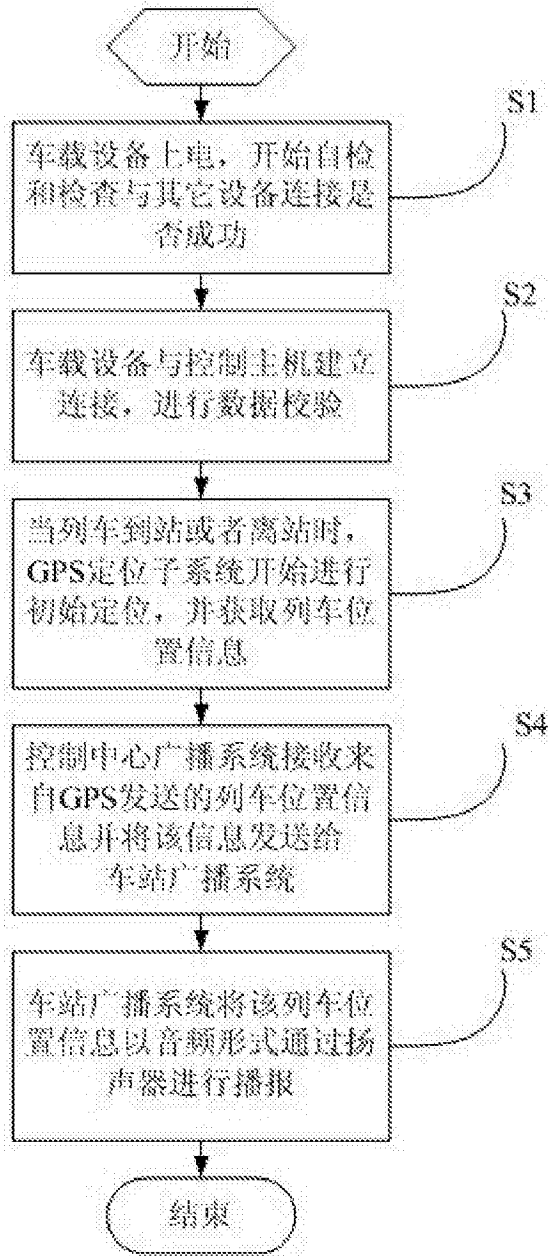 开始
S1
车载设备上电，开始自检
和检查与其它设备连接是
否成功
S2
车载设备与控制主机建立
连接，进行数据校验
S3
当列车到站或者离站时，
GPS定位子系统开始进行
初始定位，并获取列车位
置信息
S4
控制中心广播系统接收来
自GPS发送的列车位置信
息并将该信息发送给
车站广播系统
S5
车站广播系统将该列车位
置信息以音频形式通过扬
声器进行播报
结束